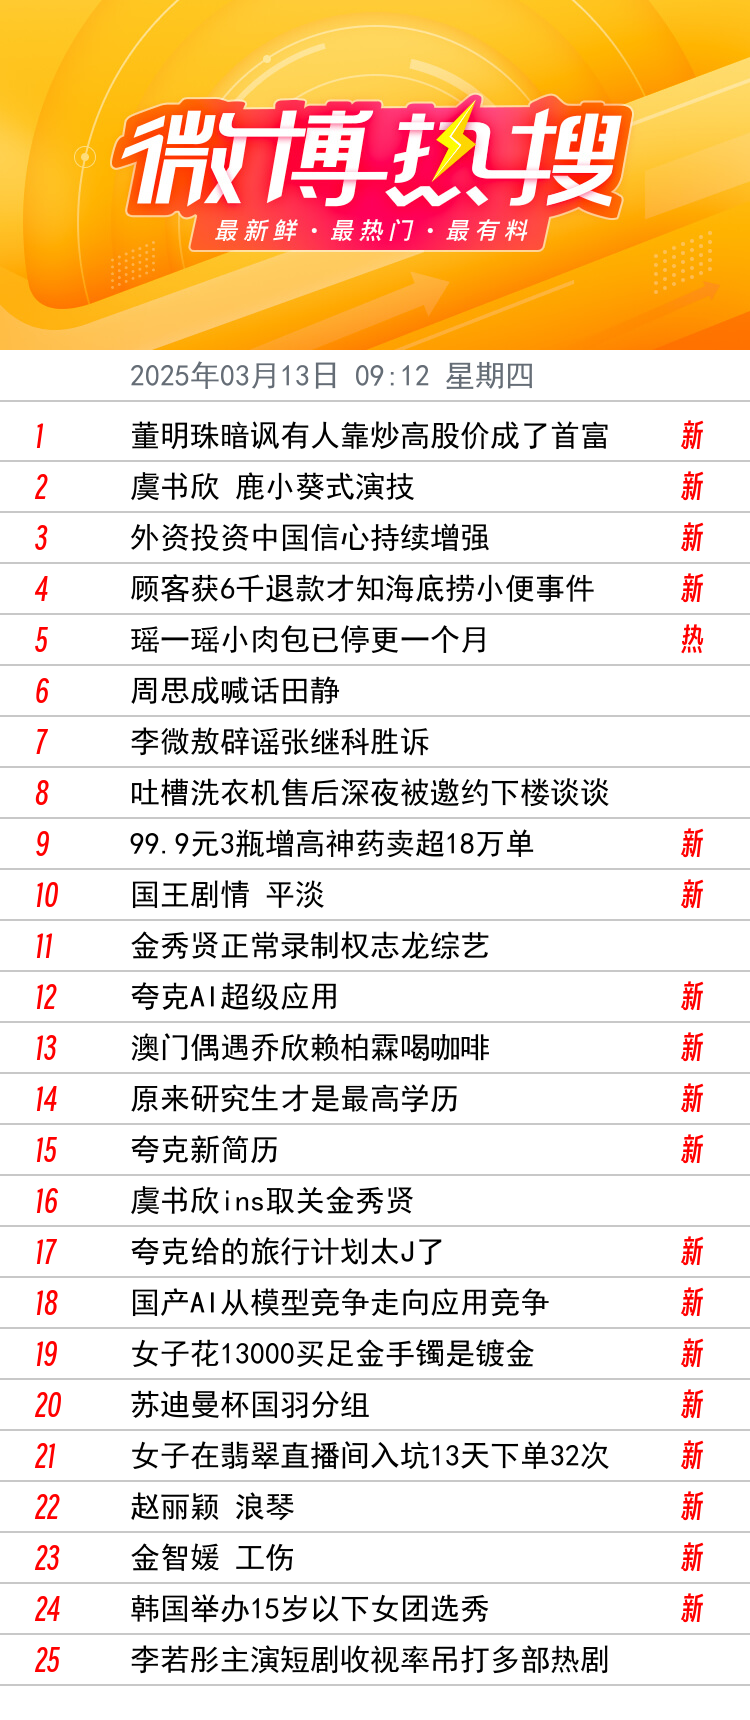 微博热搜
最新鲜·最热门·最有料
2025年03月13日 09:12 星期四
1 董明珠暗讽有人靠炒高股价成了首富 新
2 虞书欣 鹿小葵式演技 新
3 外资投资中国信心持续增强 新
4 顾客获6千退款才知海底捞小便事件 新
5 瑶一瑶小肉包已停更一个月 热
6 周思成喊话田静
7 李微敖辟谣张继科胜诉
8 吐槽洗衣机售后深夜被邀约下楼谈谈
9 99.9元3瓶增高神药卖超18万单 新
10 国王剧情 平淡 新
11 金秀贤正常录制权志龙综艺
12 夸克AI超级应用 新
13 澳门偶遇乔欣赖柏霖喝咖啡 新
14 原来研究生才是最高学历 新
15 夸克新简历 新
16 虞书欣ins取关金秀贤
17 夸克给的旅行计划太J了 新
18 国产AI从模型竞争走向应用竞争 新
19 女子花13000买足金手镯是镀金 新
20 苏迪曼杯国羽分组 新
21 女子在翡翠直播间入坑13天下单32次 新
22 赵丽颖 浪琴 新
23 金智媛 工伤 新
24 韩国举办15岁以下女团选秀 新
25 李若彤主演短剧收视率吊打多部热剧